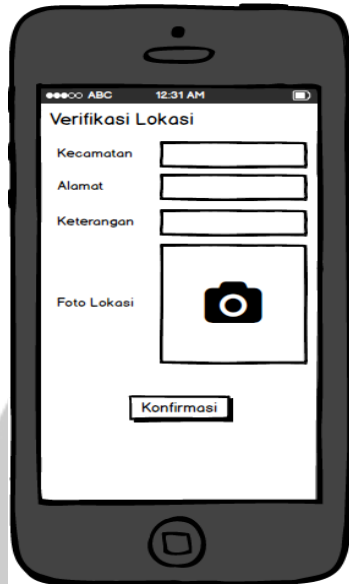 ABC 12:31 AM
Verifikasi Lokasi
Kecamatan
Alamat
Keterangan
Foto Lokasi
Konfirmasi